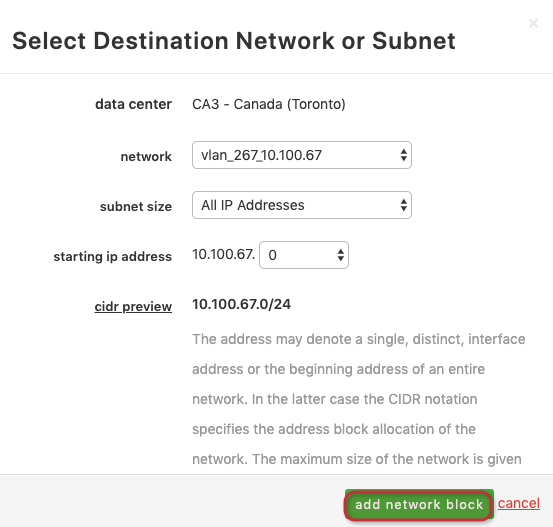 ×
Select Destination Network or Subnet
data center CA3 - Canada (Toronto)
network vlan_267_10.100.67
subnet size All IP Addresses
starting ip address 10.100.67. 0
cidr preview 10.100.67.0/24
The address may denote a single, distinct, interface
address or the beginning address of an entire
network. In the latter case the CIDR notation
specifies the address block allocation of the
network. The maximum size of the network is given
add network block cancel